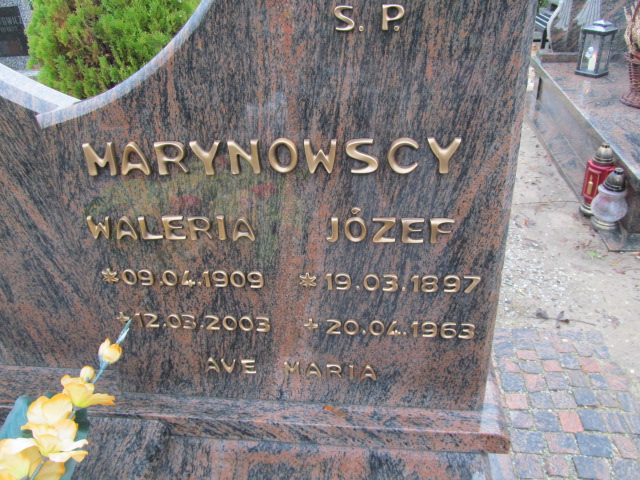 S. P.
MARYNOWSCY
WALERIA JÓZEF
*09.04.1909 *19.03.1897
+12.03.2003 +20.04.1963
AVE MARIA